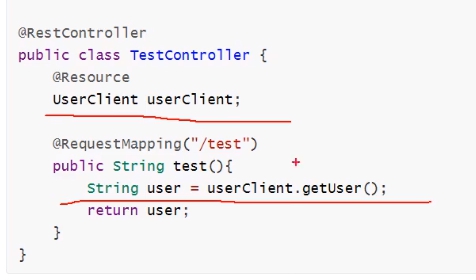 @RestController
public class TestController {
@Resource
UserClient userClient;
@RequestMapping("/test")
public String test(){
String user = userClient.getUser();
return user;
}
}